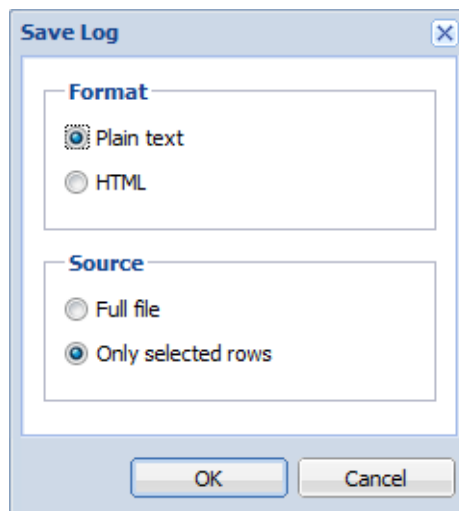 Save Log
Format
Plain text
HTML
Source
Full file
Only selected rows
OK Cancel